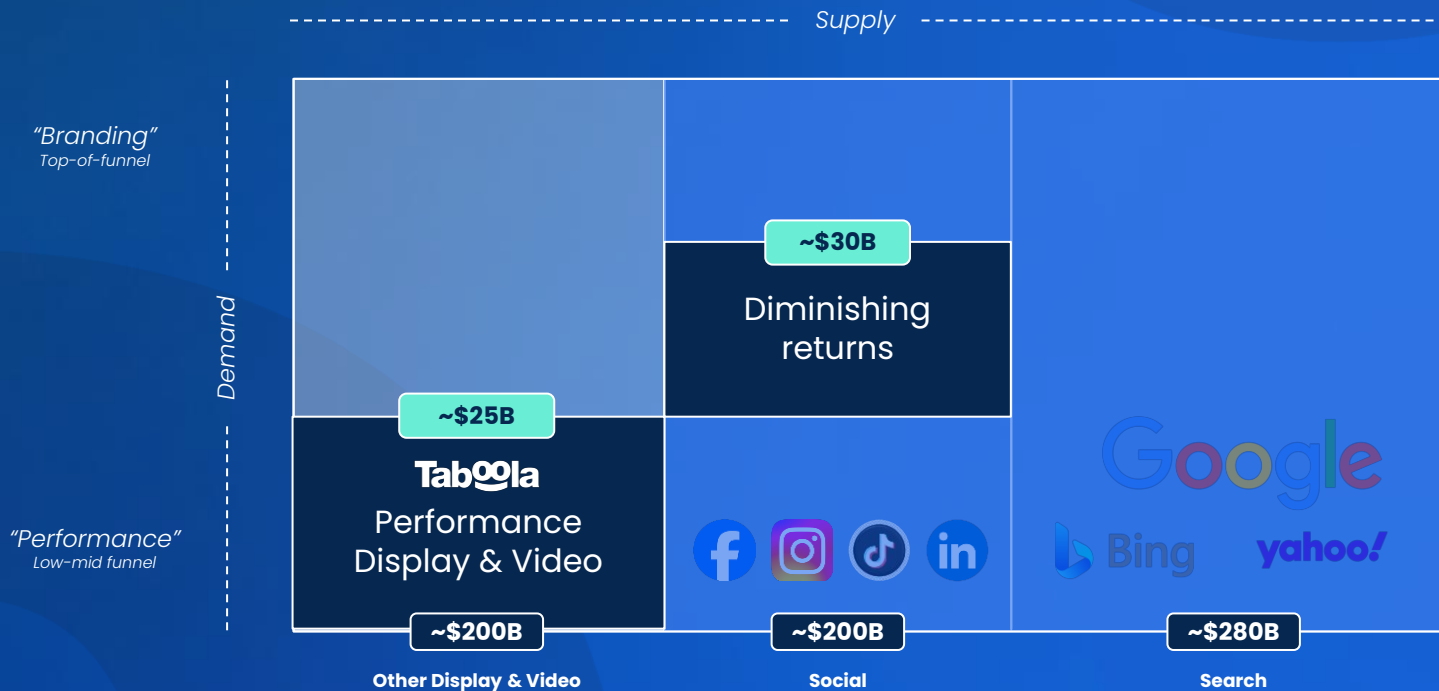 Supply
“Branding”
Top-of-funnel
Demand
~$30B
Diminishing
returns
~$25B
Taboola
Performance
Display & Video
“Performance”
Low-mid funnel
Google
Bing
yahoo!
in
~$200B
~$200B
~$280B
Other Display & Video
Social
Search